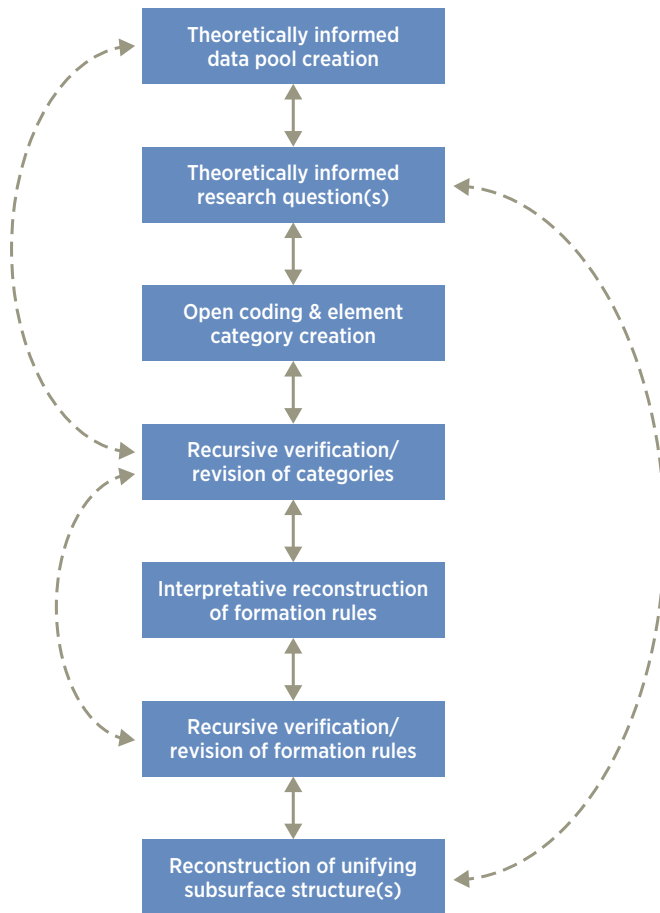 Theoretically informed
data pool creation
Theoretically informed
research question(s)
Open coding & element
category creation
Recursive verification/
revision of categories
Interpretative reconstruction
of formation rules
Recursive verification/
revision of formation rules
Reconstruction of unifying
subsurface structure(s)